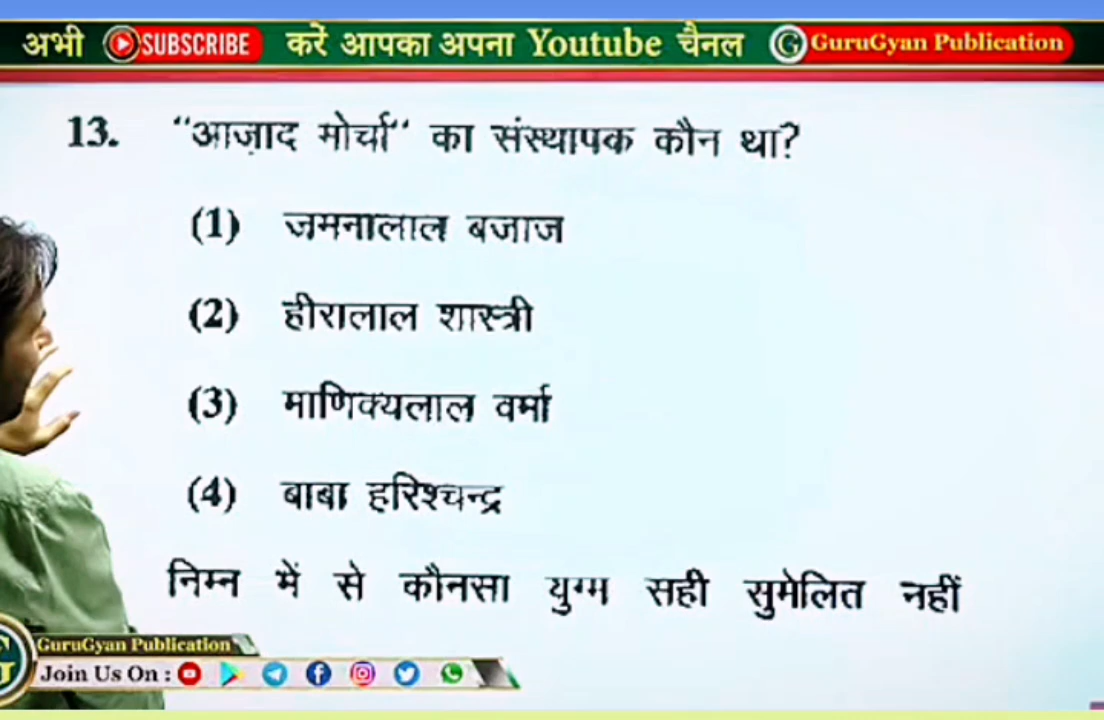 अभी SUBSCRIBE करें आपका अपना Youtube चैनल G GuruGyan Publication
13. “आज़ाद मोर्चा“ का संस्थापक कौन था?
(1) जमनालाल बजाज
(2) हीरालाल शास्त्री
(3) माणिक्यलाल वर्मा
(4) बाबा हरिश्चन्द्र
निम्न में से कौनसा युग्म सही सुमेलित नहीं
GuruGyan Publication
Join Us On :